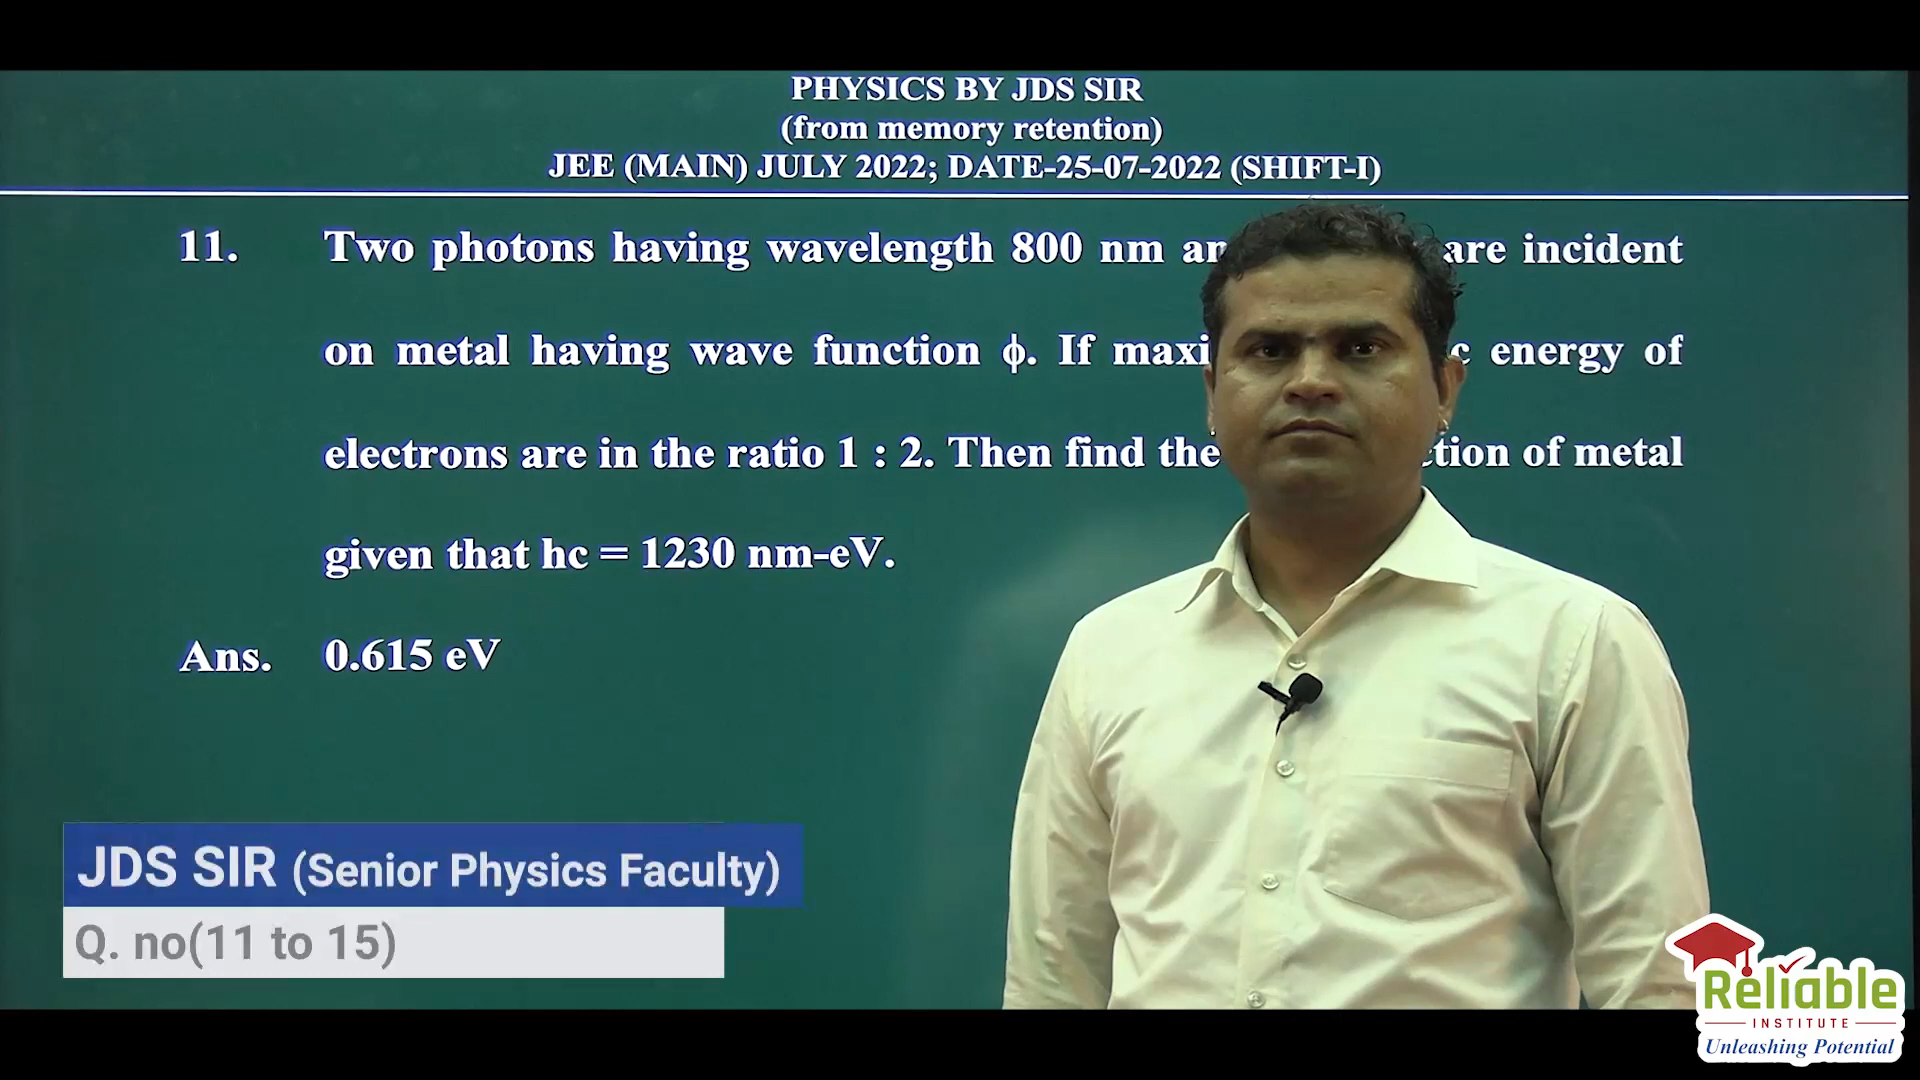 PHYSICS BY JDS SIR
(from memory retention)
JEE (MAIN) JULY 2022; DATE-25-07-2022 (SHIFT-I)
11. Two photons having wavelength 800 nm are incident
on metal having wave function ϕ. If energy of
electrons are in the ratio 1 : 2. Then find the of metal
given that hc = 1230 nm-eV.
Ans. 0.615 eV
JDS SIR (Senior Physics Faculty)
Q. no(11 to 15)
Reliable
INSTITUTE
Unleashing Potential